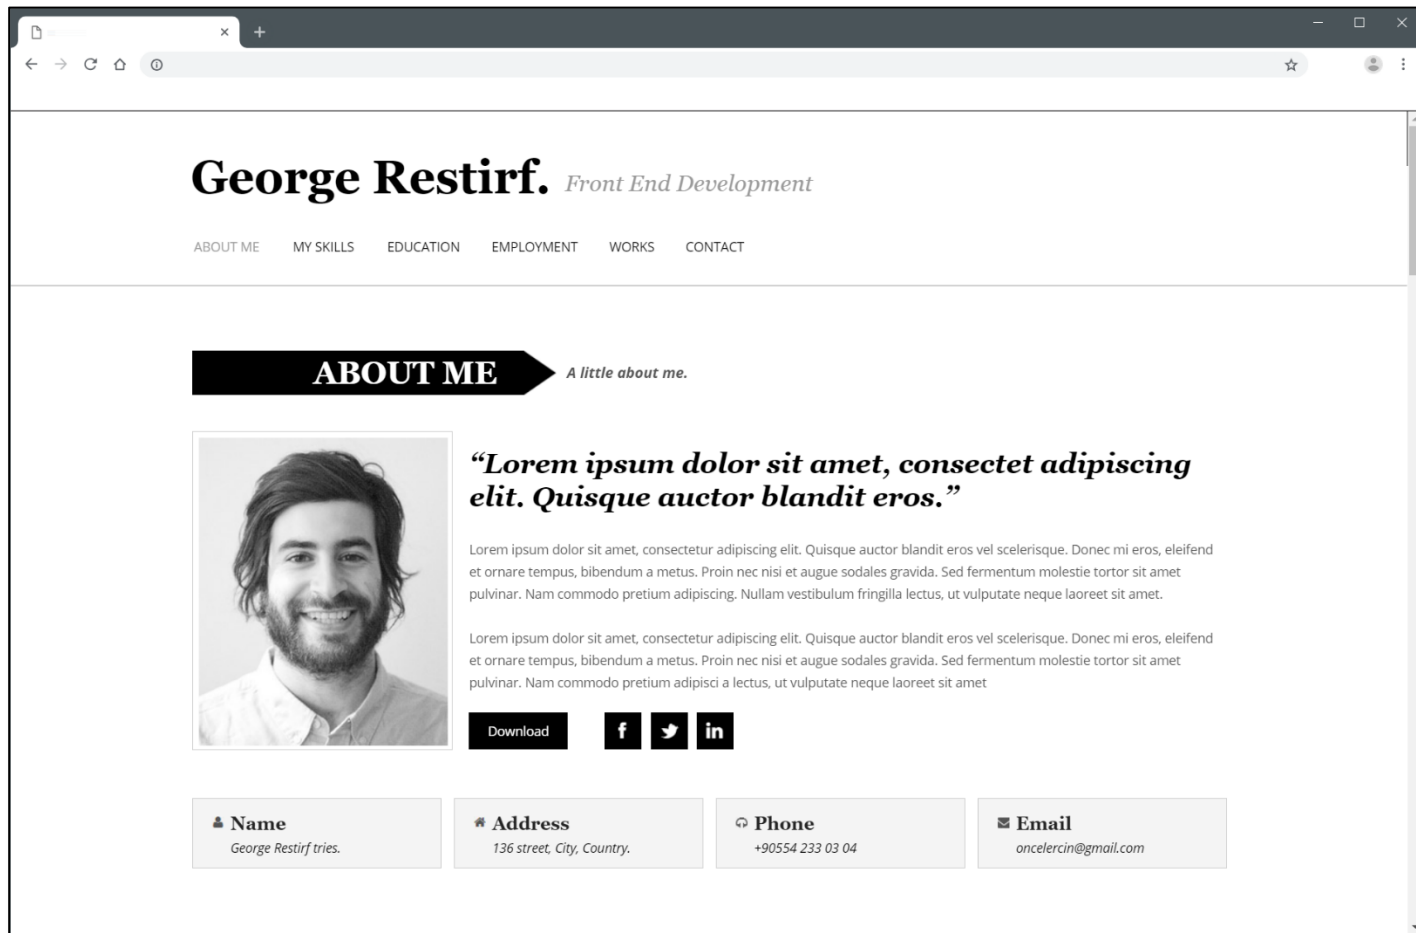 George Restirf. Front End Development
ABOUT ME MY SKILLS EDUCATION EMPLOYMENT WORKS CONTACT
ABOUT ME A little about me.
“Lorem ipsum dolor sit amet, consectet adipiscing
elit. Quisque auctor blandit eros.”
Lorem ipsum dolor sit amet, consectetur adipiscing elit. Quisque auctor blandit eros vel scelerisque. Donec mi eros, eleifend
et ornare tempus, bibendum a metus. Proin nec nisi et augue sodales gravida. Sed fermentum molestie tortor sit amet
pulvinar. Nam commodo pretium adipiscing. Nullam vestibulum fringilla lectus, ut vulputate neque laoreet sit amet.
Lorem ipsum dolor sit amet, consectetur adipiscing elit. Quisque auctor blandit eros vel scelerisque. Donec mi eros, eleifend
et ornare tempus, bibendum a metus. Proin nec nisi et augue sodales gravida. Sed fermentum molestie tortor sit amet
pulvinar. Nam commodo pretium adipisci a lectus, ut vulputate neque laoreet sit amet
Download f in
Name
George Restirf tries.
Address
136 street, City, Country.
Phone
+90554 233 03 04
Email
oncelercin@gmail.com